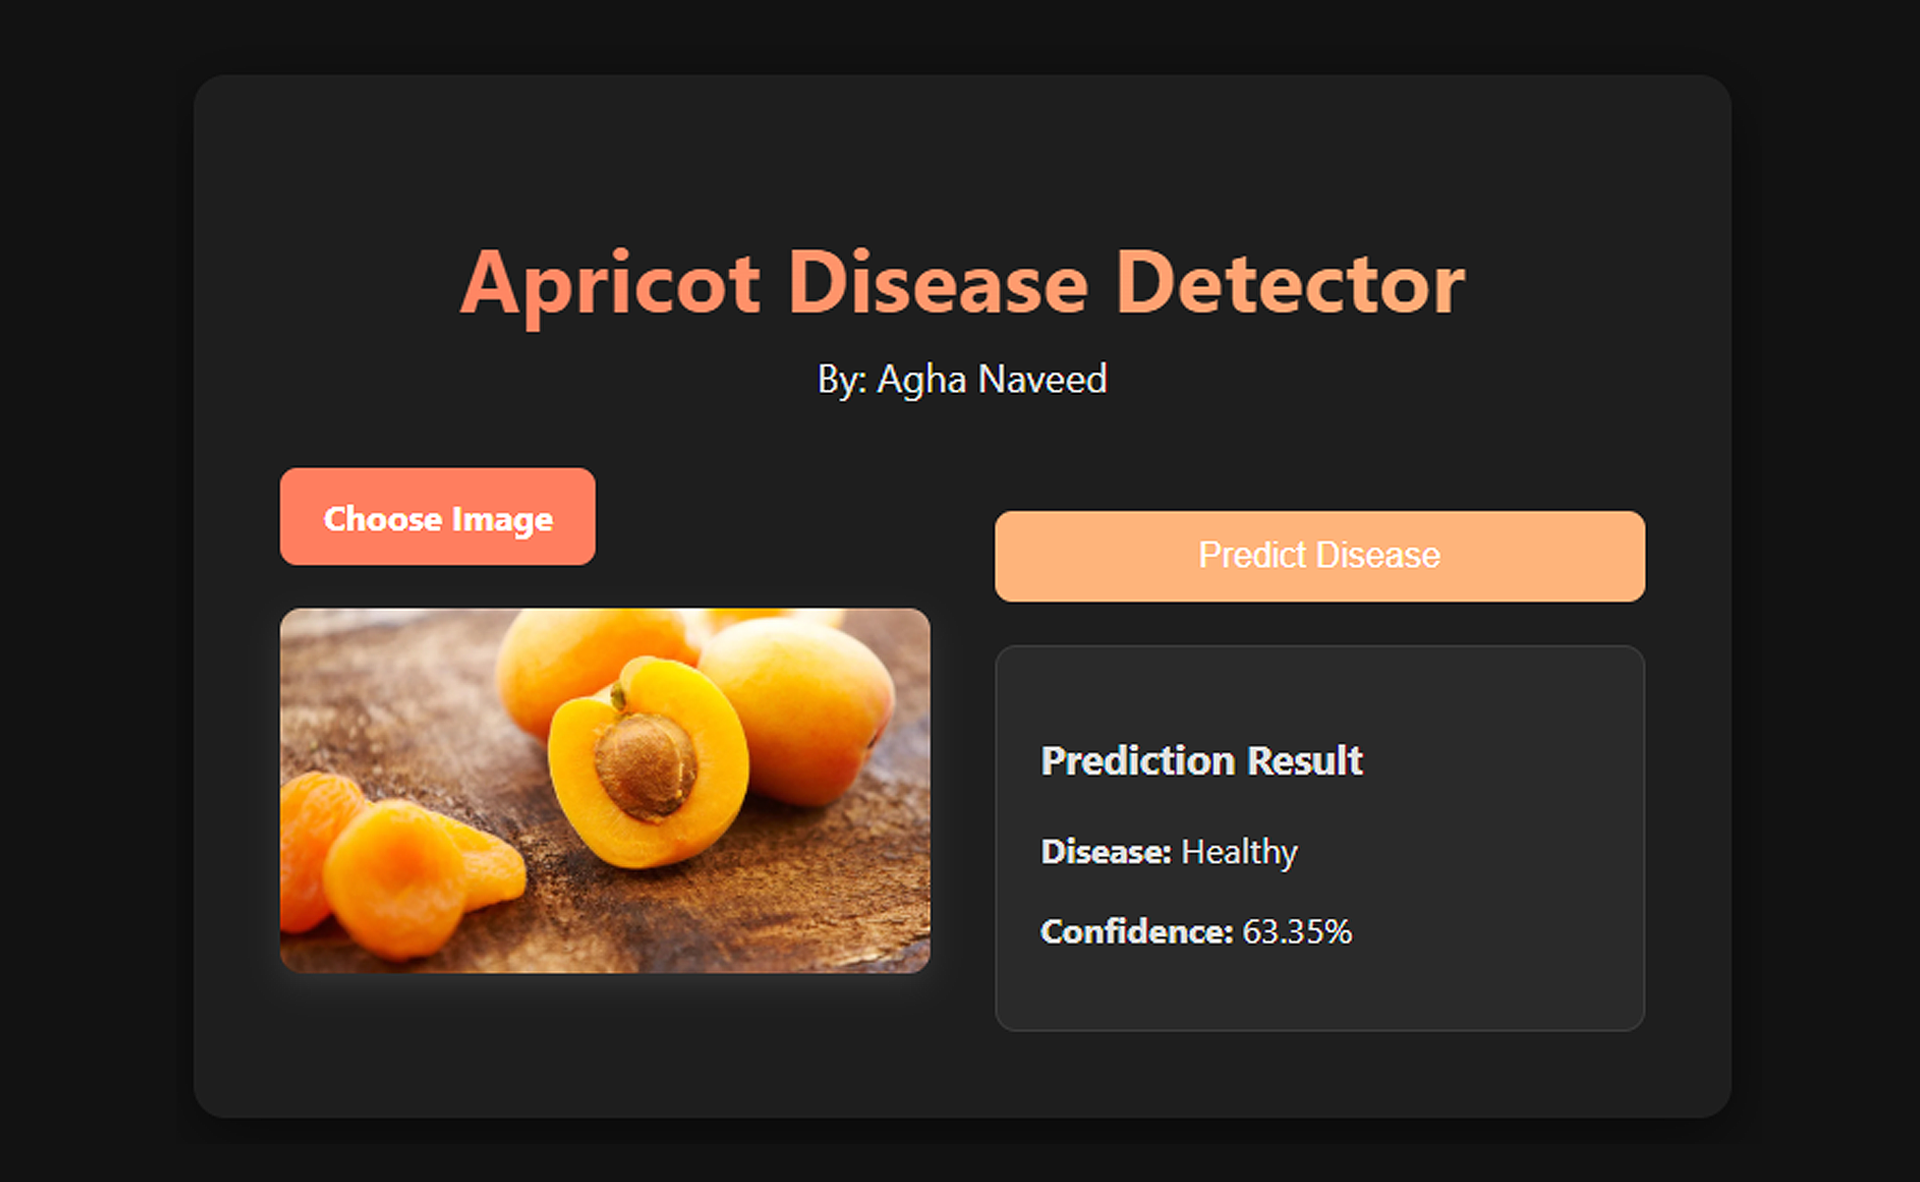 Apricot Disease Detector
By: Agha Naveed
Choose Image
Predict Disease
Prediction Result
Disease: Healthy
Confidence: 63.35%